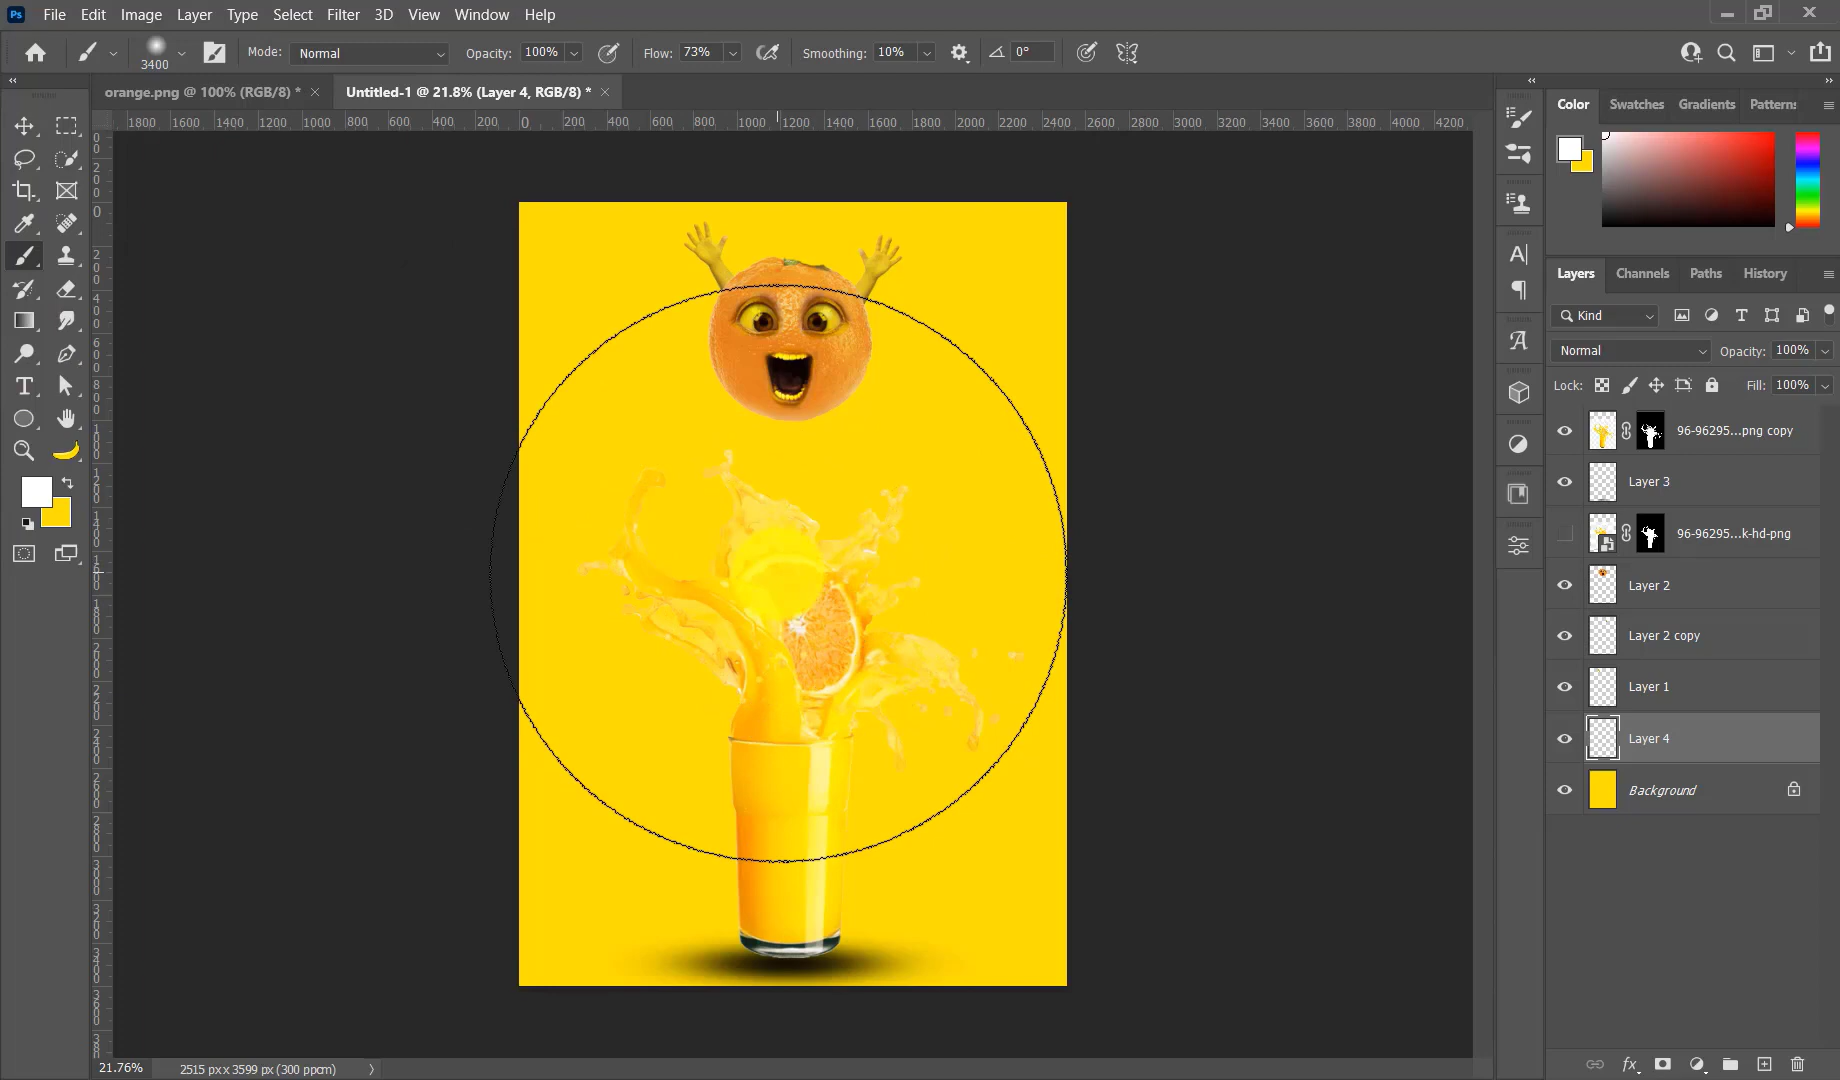 Ps File Edit Image Layer Type Select Filter 3D View Window Help
3400 Mode: Normal Opacity: 100% Flow: 73% Smoothing: 10% 0°
orange.png @ 100% (RGB/8) * Untitled-1 @ 21.8% (Layer 4, RGB/8) *
1800 1600 1400 1200 1000 800 600 400 200 0 200 400 600 800 1000 1200 1400 1600 1800 2000 2200 2400 2600 2800 3000 3200 3400 3600 3800 4000 4200
Color Swatches Gradients Patterns
Layers Channels Paths History
Kind
Normal Opacity: 100%
Lock: Fill: 100%
96-96295...png copy
Layer 3
96-96295...k-hd-png
Layer 2
Layer 2 copy
Layer 1
Layer 4
Background
21.76% 2515 px x 3599 px (300 ppcm)